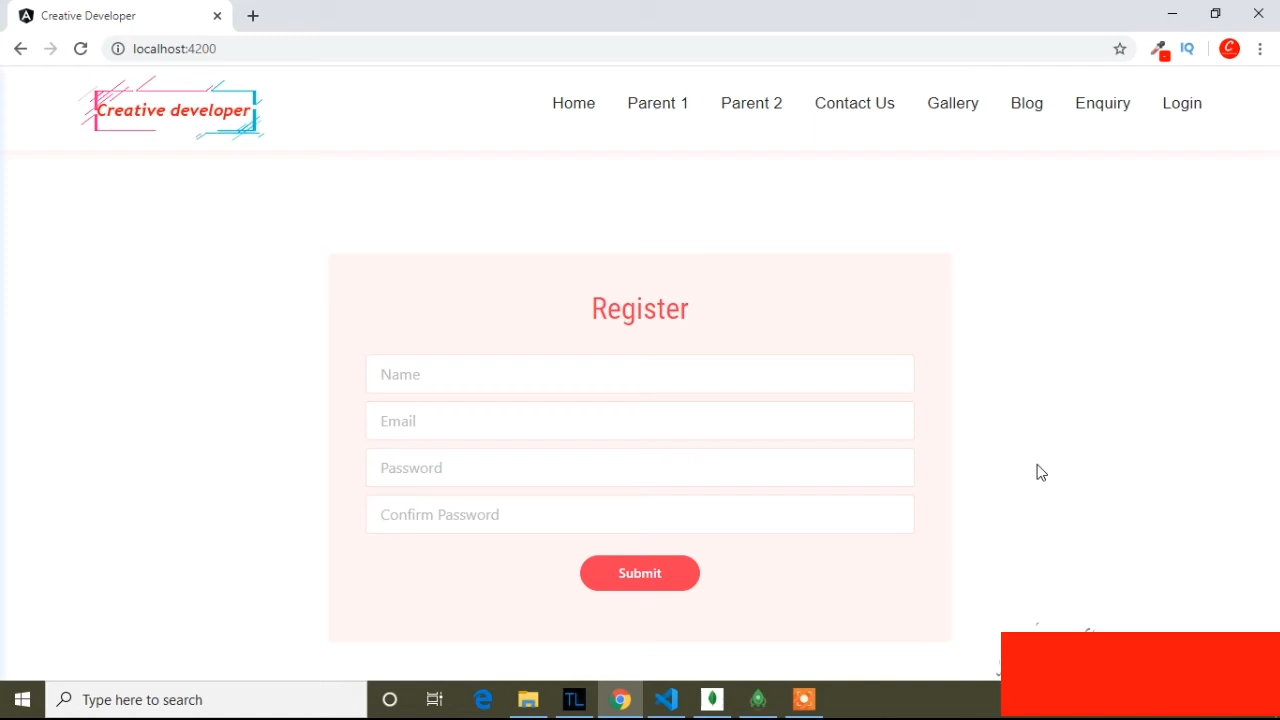 Creative Developer
localhost:4200
IQ
C
Creative developer
Home Parent 1 Parent 2 Contact Us Gallery Blog Enquiry Login
Register
Name
Email
Password
Confirm Password
Submit
Type here to search
TL